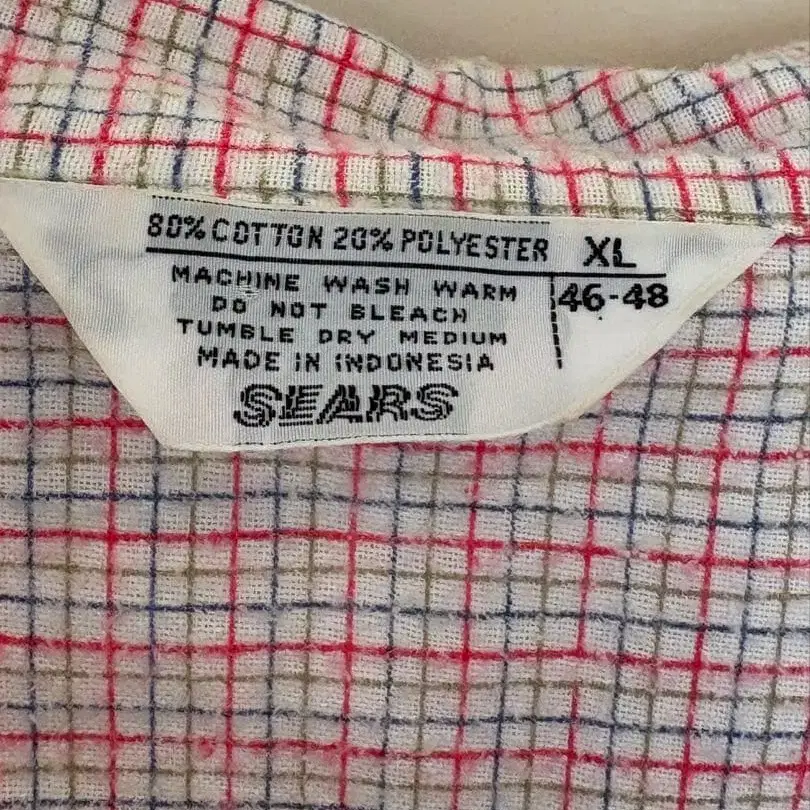 80% COTTON 20% POLYESTER XL
MACHINE WASH WARM 46-48
DO NOT BLEACH
TUMBLE DRY MEDIUM
MADE IN INDONESIA
SEARS